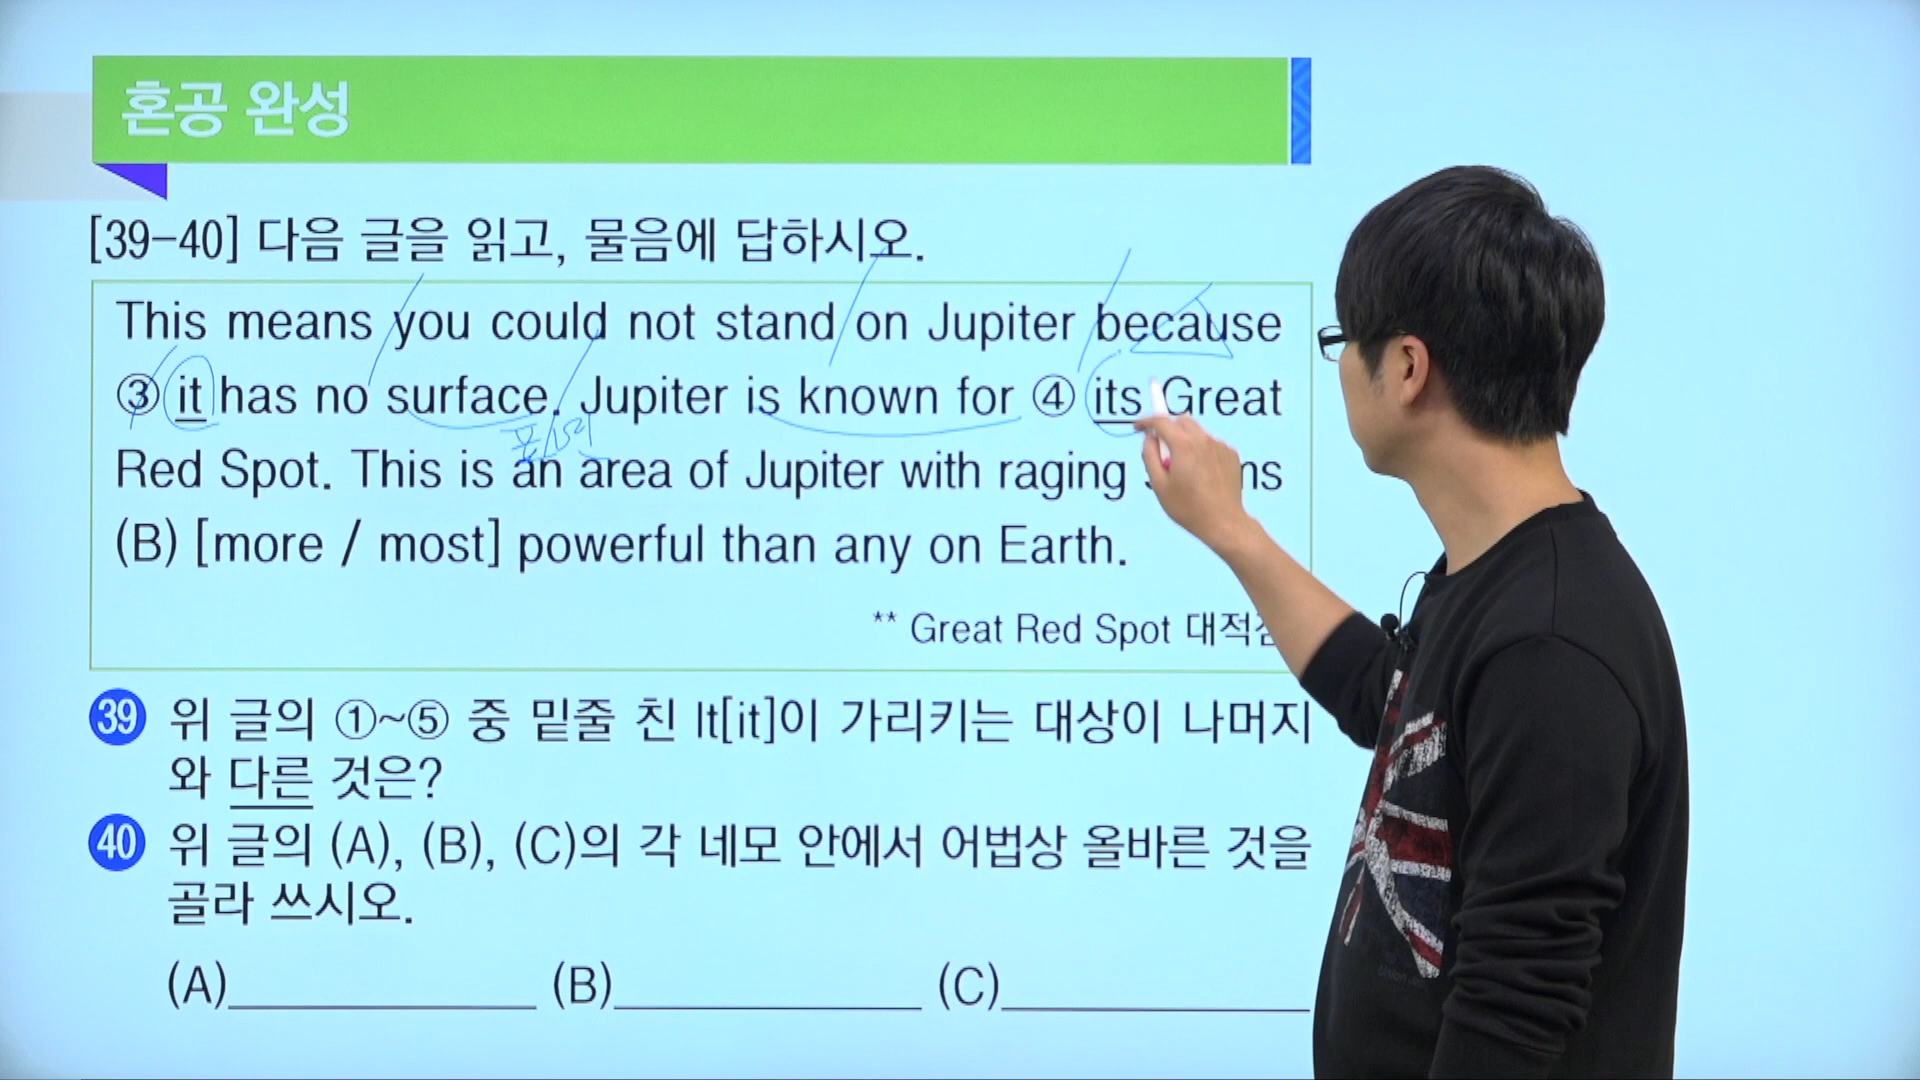 혼공 완성
[39-40] 다음 글을 읽고, 물음에 답하시오.
This means you could not stand on Jupiter because
③ it has no surface. Jupiter is known for ④ its Great
표면
Red Spot. This is an area of Jupiter with raging
(B) [more / most] powerful than any on Earth.
** Great Red Spot 대적
39 위 글의 ①~⑤ 중 밑줄 친 It[it]이 가리키는 대상이 나머지
와 다른 것은?
40 위 글의 (A), (B), (C)의 각 네모 안에서 어법상 올바른 것을
골라 쓰시오.
(A) (B) (C)